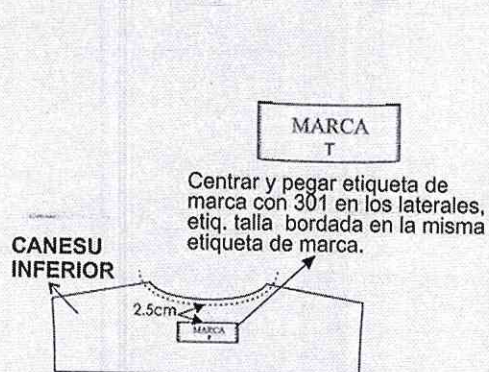 MARCA
T
Centrar y pegar etiqueta de
marca con 301 en los laterales,
etiq. talla bordada en la misma
etiqueta de marca.
CANESU
INFERIOR
2.5cm
MARCA
T